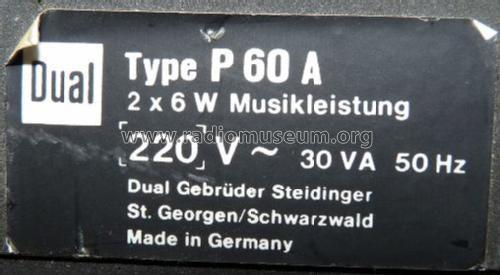 Dual
Type P 60 A
2 x 6 W Musikleistung
www.radiomuseum.org
[220] V ~ 30 VA 50 Hz
Dual Gebrüder Steidinger
St. Georgen/Schwarzwald
Made in Germany